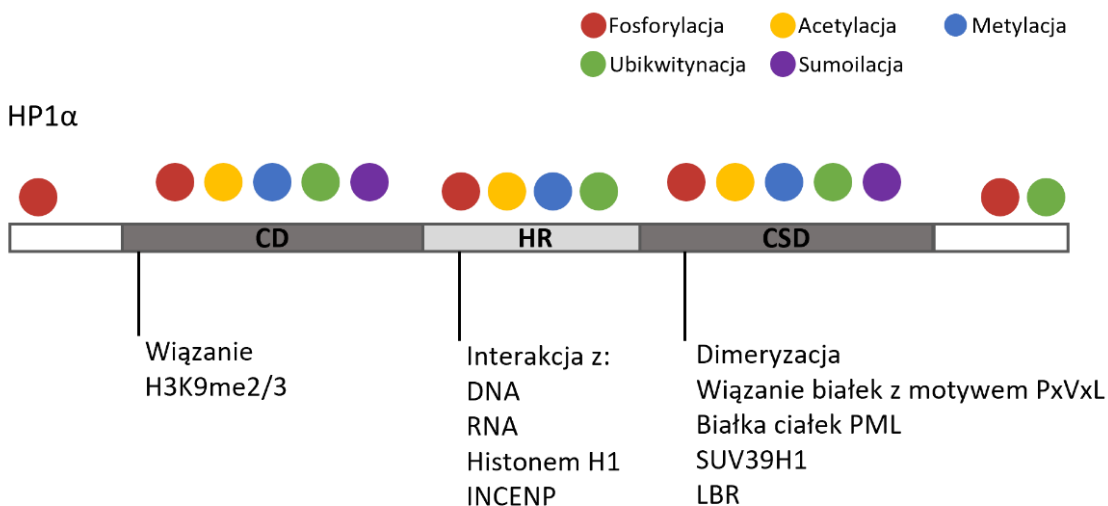 Fosforylacja Acetylacja Metylacja
Ubikwitynacja Sumoilacja
HP1α
CD HR CSD
Wiązanie
H3K9me2/3
Interakcja z:
DNA
RNA
Histonem H1
INCENP
Dimeryzacja
Wiązanie białek z motywem PxVxL
Białka ciałek PML
SUV39H1
LBR